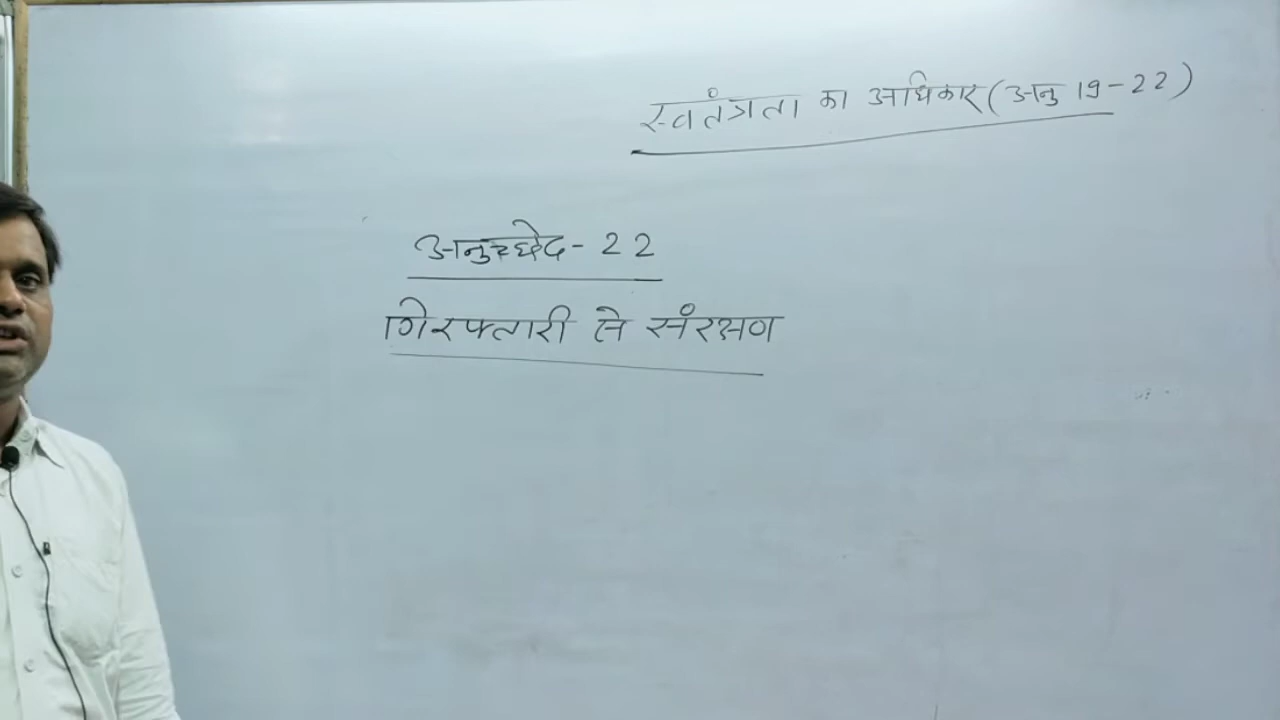 स्वतंत्रता का अधिकार (अनु 19-22)
अनुच्छेद-22
गिरफ्तारी से संरक्षण